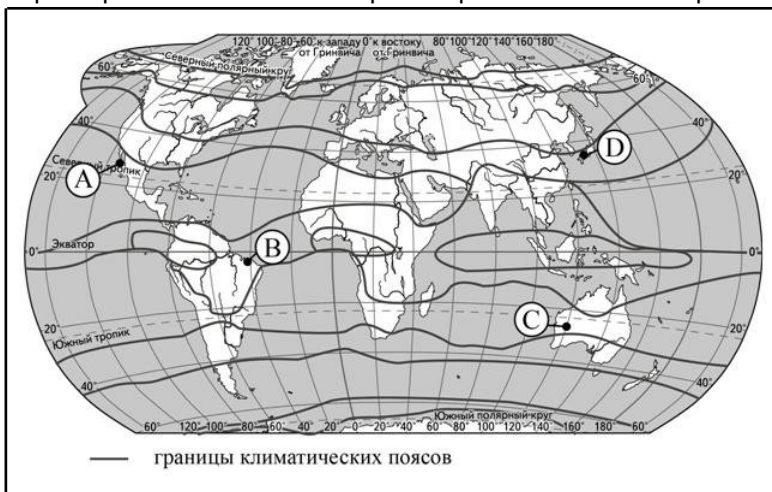 120° 100° 80° 60° к западу 0° к востоку 80° 100° 120° 140° 160° 180°
от Гринвича от Гринвича
Северный полярный круг
60° 60°
40° 40°
D
Северный тропик
A
20° 20°
Экватор
B
0° 0°
C
20° 20°
Южный тропик
40° 40°
Южный полярный круг
60° 80° 100° 120° 100° 80° 60° 40° 20° 0° 20° 40° 60° 80° 100° 120° 140° 160° 180° 60°
границы климатических поясов